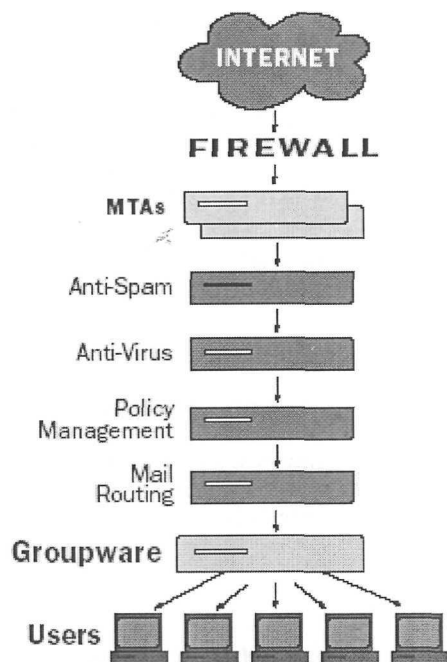 INTERNET
FIREWALL
MTAs
Anti-Spam
Anti-Virus
Policy
Management
Mail
Routing
Groupware
Users